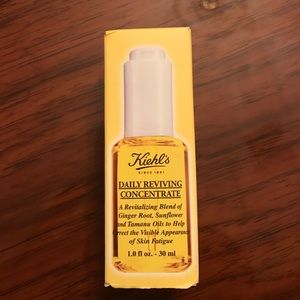 Kiehl's
SINCE 1851
DAILY REVIVING
CONCENTRATE
A Revitalizing Blend of
Ginger Root, Sunflower
and Tamanu Oils to Help
Correct the Visible Appearance
of Skin Fatigue
1.0 fl. oz. - 30 ml